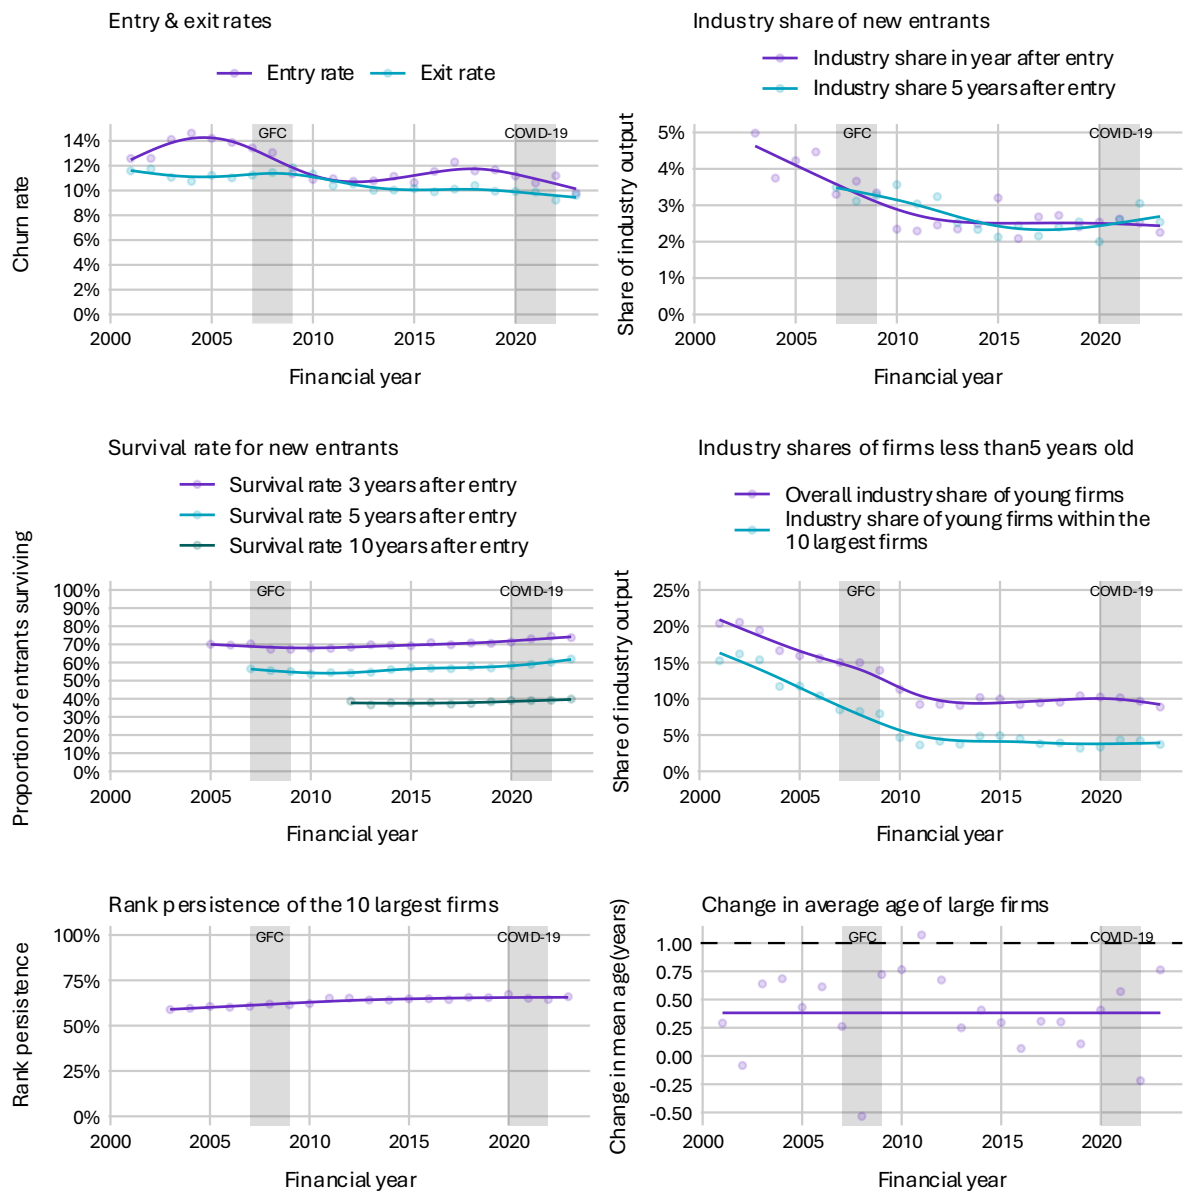 Entry & exit rates
Entry rate
Exit rate
Churn rate
14%
12%
10%
8%
6%
4%
2%
0%
GFC
COVID-19
2000
2005
2010
2015
2020
Financial year
Industry share of new entrants
Industry share in year after entry
Industry share 5 years after entry
Share of industry output
5%
4%
3%
2%
1%
0%
GFC
COVID-19
2000
2005
2010
2015
2020
Financial year
Survival rate for new entrants
Survival rate 3 years after entry
Survival rate 5 years after entry
Survival rate 10 years after entry
Proportion of entrants surviving
100%
90%
80%
70%
60%
50%
40%
30%
20%
10%
0%
GFC
COVID-19
2000
2005
2010
2015
2020
Financial year
Industry shares of firms less than5 years old
Overall industry share of young firms
Industry share of young firms within the
10 largest firms
Share of industry output
25%
20%
15%
10%
5%
0%
GFC
COVID-19
2000
2005
2010
2015
2020
Financial year
Rank persistence of the 10 largest firms
Rank persistence
100%
75%
50%
25%
0%
GFC
COVID-19
2000
2005
2010
2015
2020
Financial year
Change in average age of large firms
Change in mean age (years)
1.00
0.75
0.50
0.25
0.00
-0.25
-0.50
GFC
COVID-19
2000
2005
2010
2015
2020
Financial year